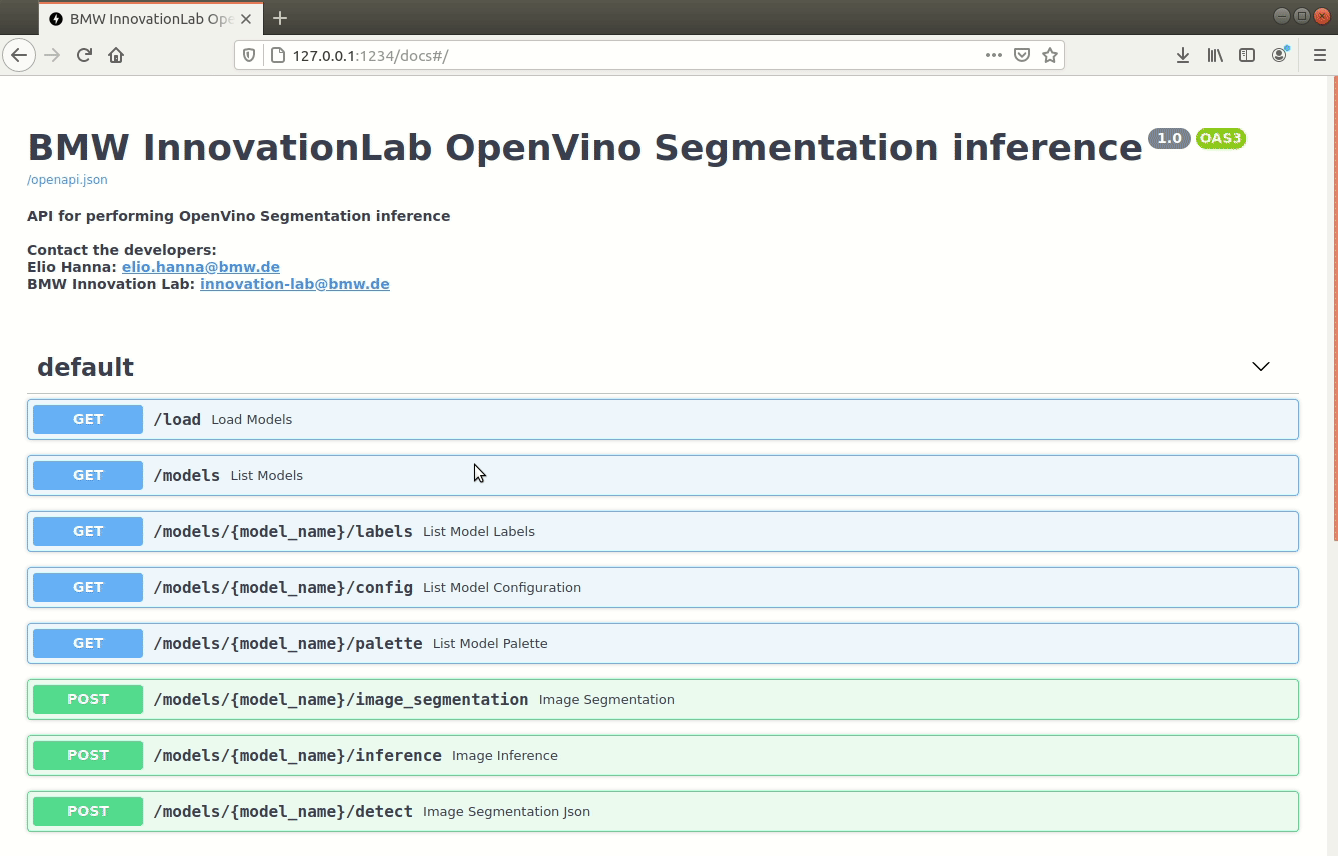 BMW InnovationLab Ope
127.0.0.1:1234/docs#/
BMW InnovationLab OpenVino Segmentation inference 1.0 OAS3
/openapi.json
API for performing OpenVino Segmentation inference
Contact the developers:
Elio Hanna: elio.hanna@bmw.de
BMW Innovation Lab: innovation-lab@bmw.de
default
GET /load Load Models
GET /models List Models
GET /models/{model_name}/labels List Model Labels
GET /models/{model_name}/config List Model Configuration
GET /models/{model_name}/palette List Model Palette
POST /models/{model_name}/image_segmentation Image Segmentation
POST /models/{model_name}/inference Image Inference
POST /models/{model_name}/detect Image Segmentation Json